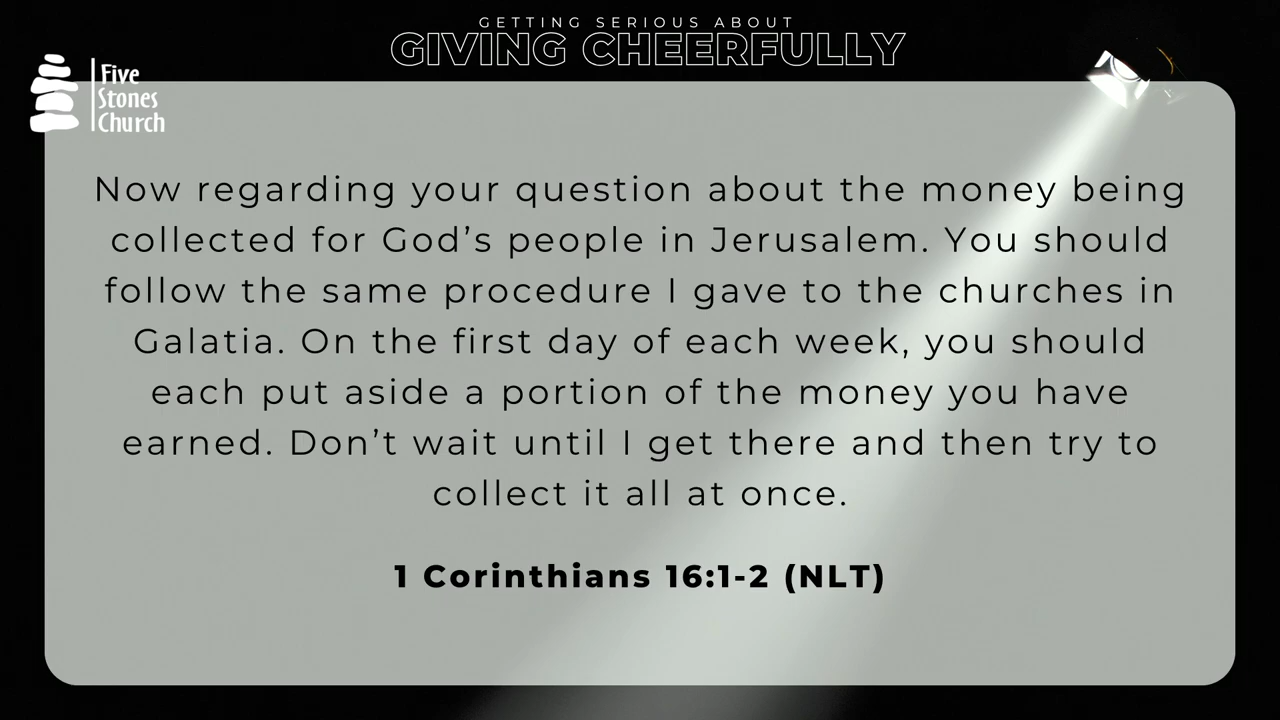 GETTING SERIOUS ABOUT
GIVING CHEERFULLY
Five
Stones
Church
Now regarding your question about the money being
collected for God’s people in Jerusalem. You should
follow the same procedure I gave to the churches in
Galatia. On the first day of each week, you should
each put aside a portion of the money you have
earned. Don’t wait until I get there and then try to
collect it all at once.
1 Corinthians 16:1-2 (NLT)